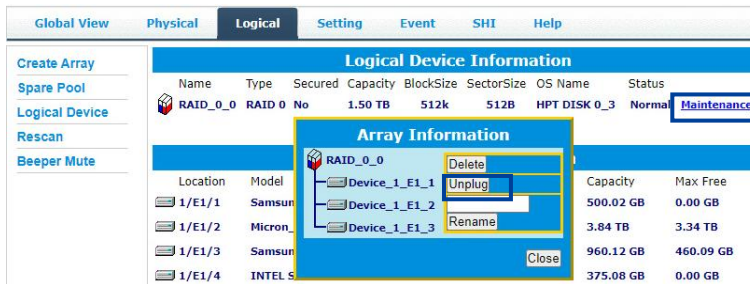 Global View Physical Logical Setting Event SHI Help
Create Array
Spare Pool
Logical Device
Rescan
Beeper Mute
Logical Device Information
Name Type Secured Capacity BlockSize SectorSize OS Name Status
RAID_0_0 RAID 0 No 1.50 TB 512k 512B HPT DISK 0_3 Normal Maintenance
Array Information
RAID_0_0
Device_1_E1_1
Device_1_E1_2
Device_1_E1_3
Delete
Unplug
Rename
Close
Location Model Capacity Max Free
1/E1/1 Samsun 500.02 GB 0.00 GB
1/E1/2 Micron_ 3.84 TB 3.34 TB
1/E1/3 Samsun 960.12 GB 460.09 GB
1/E1/4 INTEL S 375.08 GB 0.00 GB